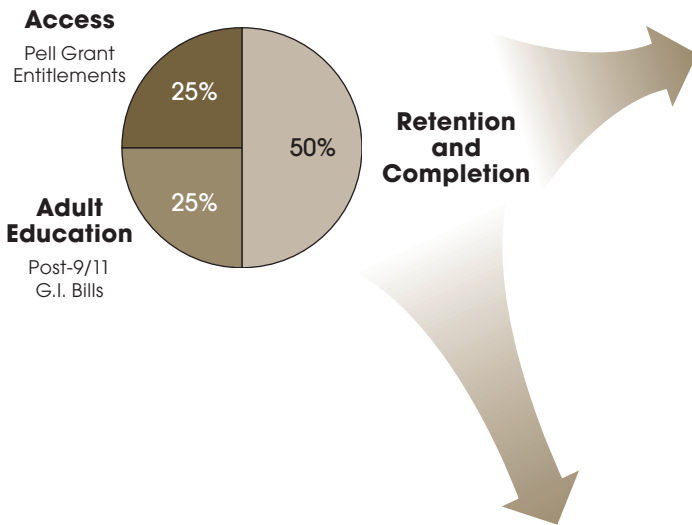 Access
Pell Grant
Entitlements
25%
50%
Retention
and
Completion
25%
Adult
Education
Post-9/11
G.I. Bills